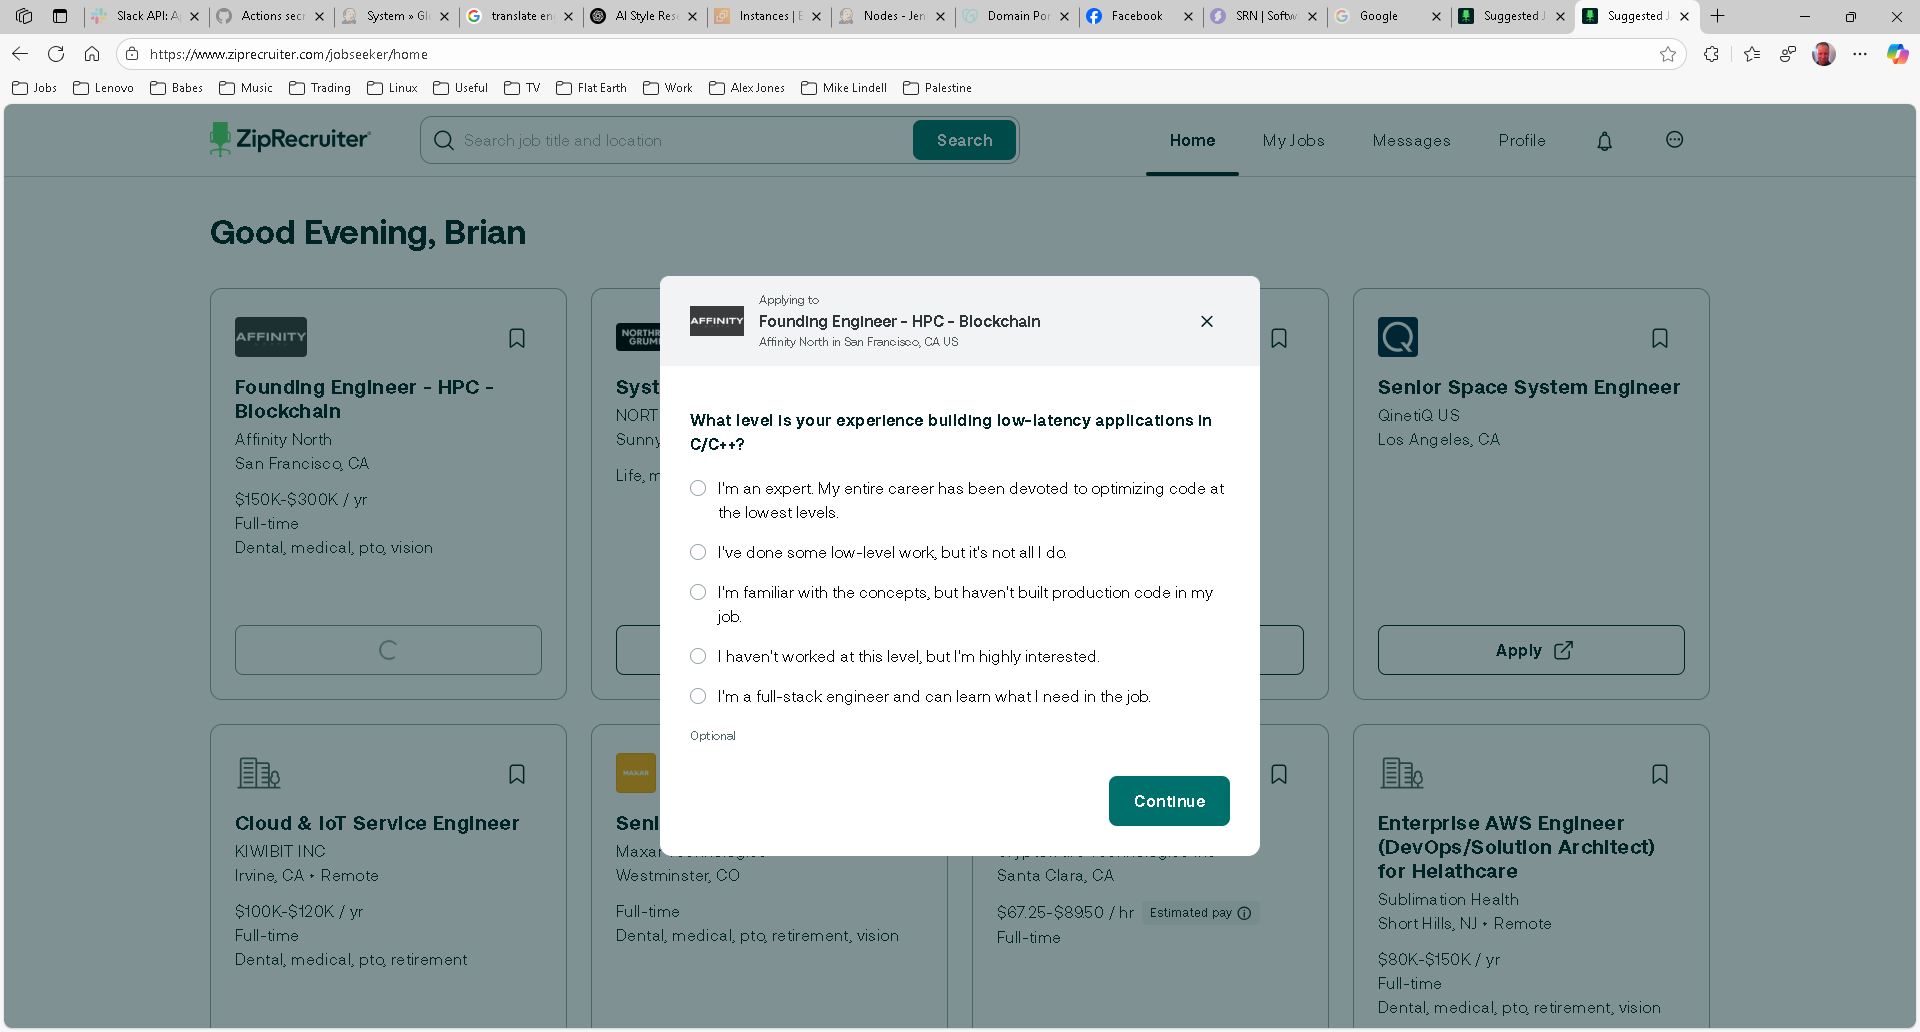 Slack API: A
Actions secr
System » Gl
translate en
AI Style Res
Instances | E
Nodes - Jen
Domain Por
Facebook
SRN | Softw
Google
Suggested J
Suggested J
https://www.ziprecruiter.com/jobseeker/home
Jobs
Lenovo
Babes
Music
Trading
Linux
Useful
TV
Flat Earth
Work
Alex Jones
Mike Lindell
Palestine
ZipRecruiter
Search job title and location
Search
Home
My Jobs
Messages
Profile
Good Evening, Brian
AFFINITY
Founding Engineer - HPC -
Blockchain
Affinity North
San Francisco, CA
$150K-$300K / yr
Full-time
Dental, medical, pto, vision
NORTHR
GRUM
Syst
NORT
Sunny
Life, m
AFFINITY
Applying to
Founding Engineer - HPC - Blockchain
Affinity North in San Francisco, CA US
What level is your experience building low-latency applications in
C/C++?
I'm an expert. My entire career has been devoted to optimizing code at
the lowest levels.
I've done some low-level work, but it's not all I do.
I'm familiar with the concepts, but haven't built production code in my
job.
I haven't worked at this level, but I'm highly interested.
I'm a full-stack engineer and can learn what I need in the job.
Optional
Continue
Senior Space System Engineer
QinetiQ US
Los Angeles, CA
Apply
Cloud & IoT Service Engineer
KIWIBIT INC
Irvine, CA • Remote
$100K-$120K / yr
Full-time
Dental, medical, pto, retirement
MAXAR
Seni
Maxar
Westminster, CO
Full-time
Dental, medical, pto, retirement, vision
Santa Clara, CA
$67.25-$89.50 / hr
Estimated pay
Full-time
Enterprise AWS Engineer
(DevOps/Solution Architect)
for Helathcare
Sublimation Health
Short Hills, NJ • Remote
$80K-$150K / yr
Full-time
Dental, medical, pto, retirement, vision